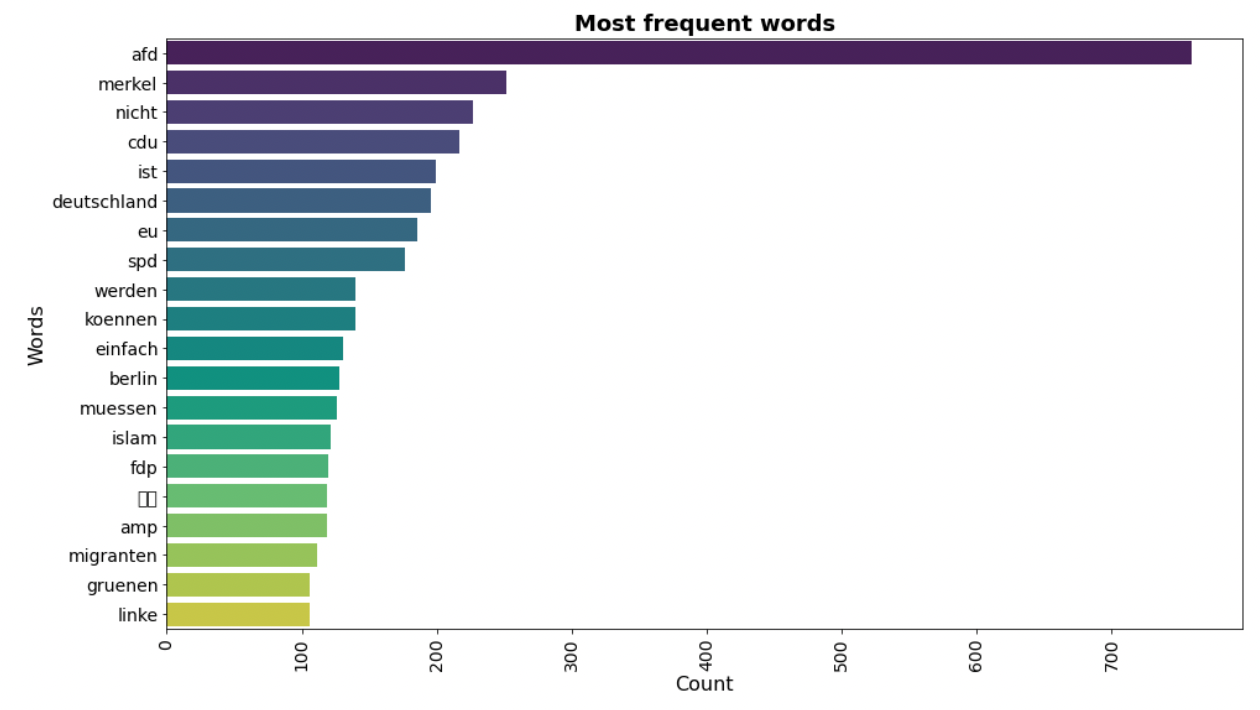 Most frequent words
afd
merkel
nicht
cdu
ist
deutschland
eu
spd
werden
koennen
einfach
berlin
muessen
islam
fdp
amp
migranten
gruenen
linke
Words
0
100
200
300
400
500
600
700
Count